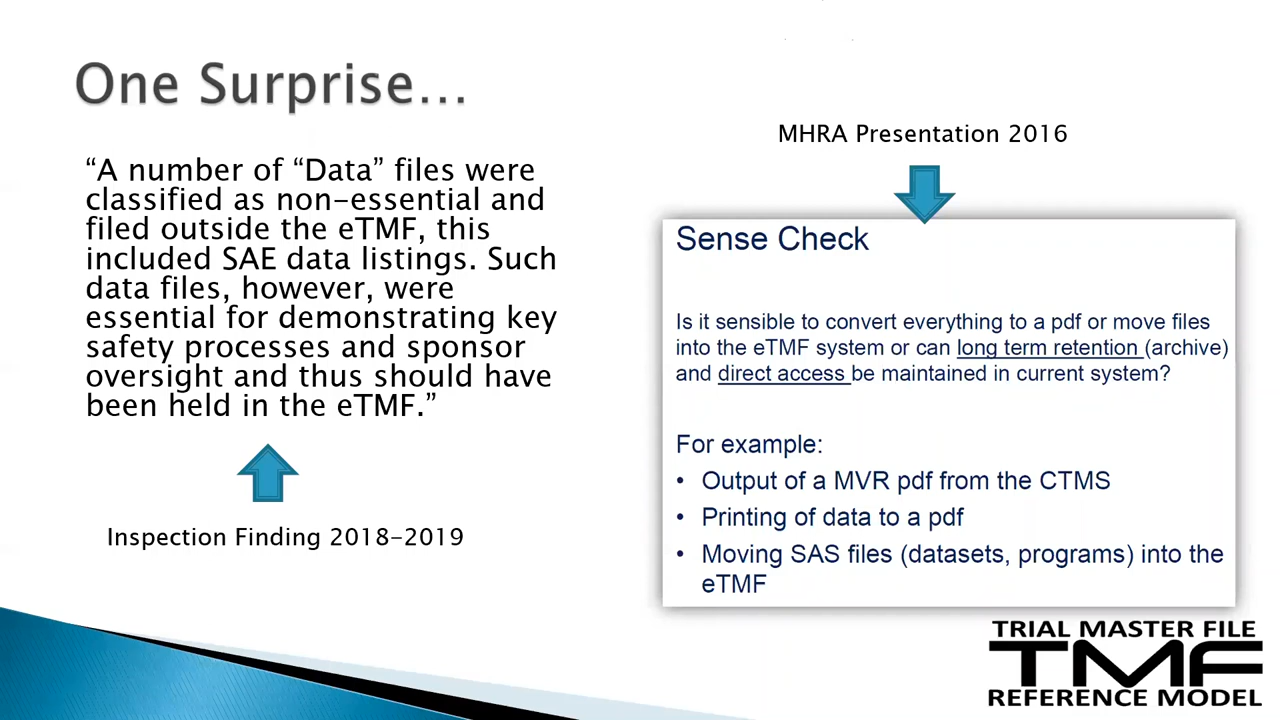 One Surprise...
“A number of “Data” files were
classified as non-essential and
filed outside the eTMF, this
included SAE data listings. Such
data files, however, were
essential for demonstrating key
safety processes and sponsor
oversight and thus should have
been held in the eTMF.”
Inspection Finding 2018-2019
MHRA Presentation 2016
Sense Check
Is it sensible to convert everything to a pdf or move files
into the eTMF system or can long term retention (archive)
and direct access be maintained in current system?
For example:
• Output of a MVR pdf from the CTMS
• Printing of data to a pdf
• Moving SAS files (datasets, programs) into the
eTMF
TRIAL MASTER FILE
TMF
REFERENCE MODEL